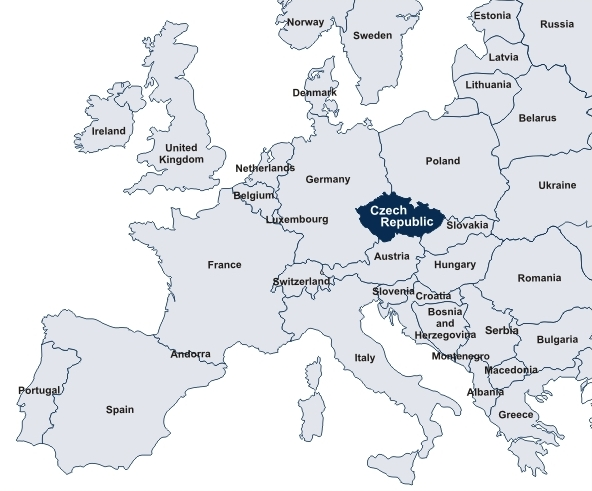 Norway
Sweden
Estonia
Russia
Latvia
Lithuania
Denmark
Belarus
Ireland
United
Kingdom
Netherlands
Germany
Poland
Belgium
Ukraine
Luxembourg
Czech
Republic
Slovakia
France
Austria
Hungary
Switzerland
Slovenia
Croatia
Romania
Bosnia
and
Herzegovina
Serbia
Bulgaria
Andorra
Italy
Montenegro
Macedonia
Portugal
Spain
Albania
Greece